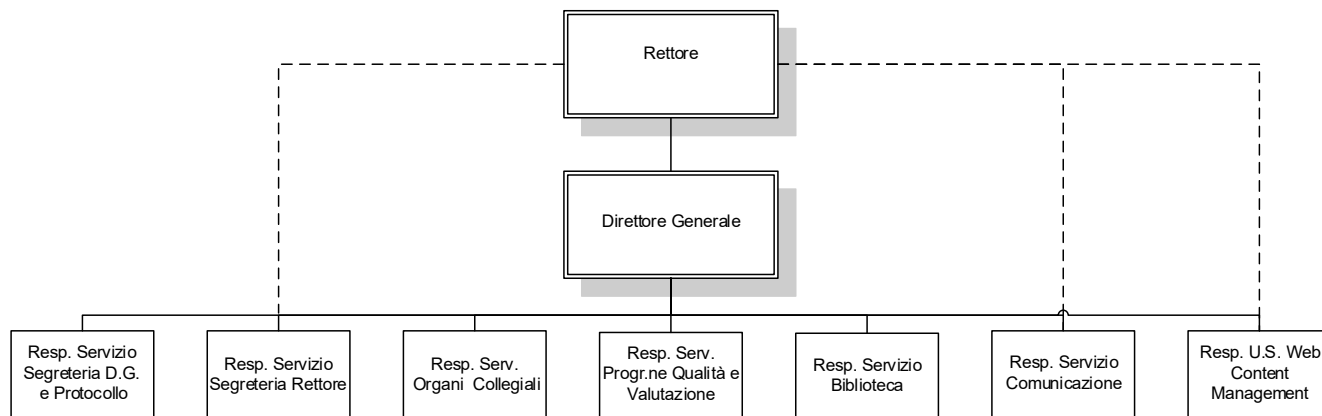 Rettore
Direttore Generale
Resp. Servizio
Segreteria D.G.
e Protocollo
Resp. Servizio
Segreteria Rettore
Resp. Serv.
Organi Collegiali
Resp. Serv.
Progr.ne Qualità e
Valutazione
Resp. Servizio
Biblioteca
Resp. Servizio
Comunicazione
Resp. U.S. Web
Content
Management